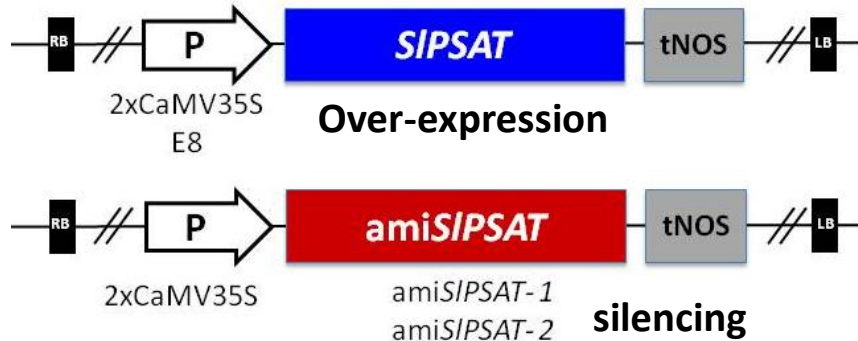 RB P SlPSAT tNOS LB
2xCaMV35S
E8
Over-expression
RB P amiSlPSAT tNOS LB
2xCaMV35S
amiSlPSAT-1
amiSlPSAT-2
silencing